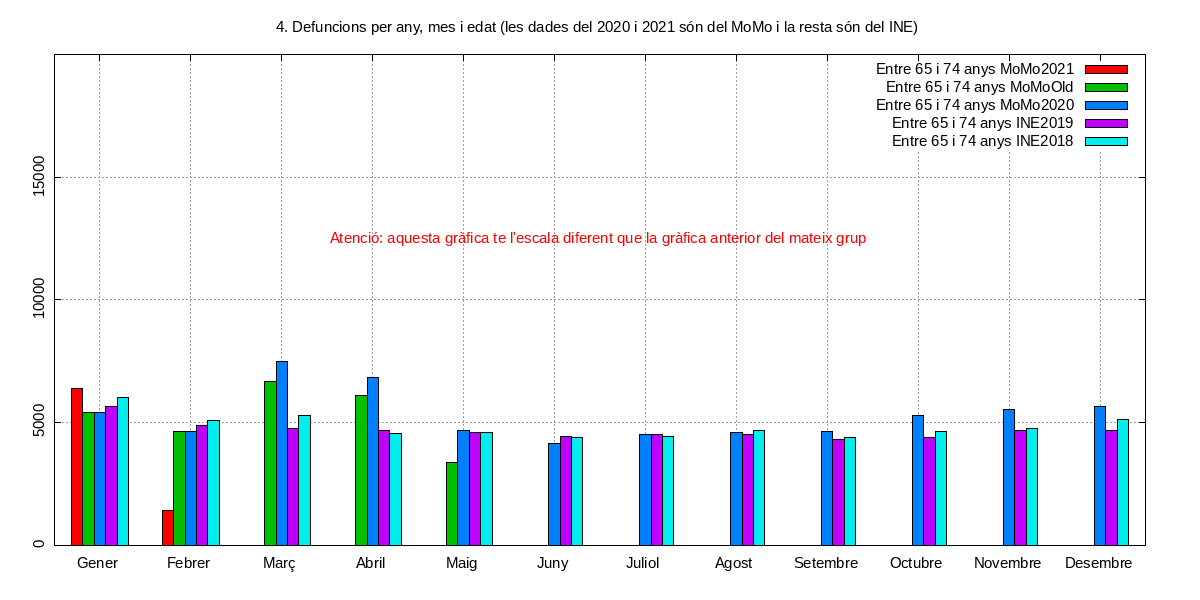 4. Defuncions per any, mes i edat (les dades del 2020 i 2021 són del MoMo i la resta són del INE)
Entre 65 i 74 anys MoMo2021
Entre 65 i 74 anys MoMoOld
Entre 65 i 74 anys MoMo2020
Entre 65 i 74 anys INE2019
Entre 65 i 74 anys INE2018
15000
Atenció: aquesta gràfica te l'escala diferent que la gràfica anterior del mateix grup
10000
5000
0
Gener Febrer Març Abril Maig Juny Juliol Agost Setembre Octubre Novembre Desembre